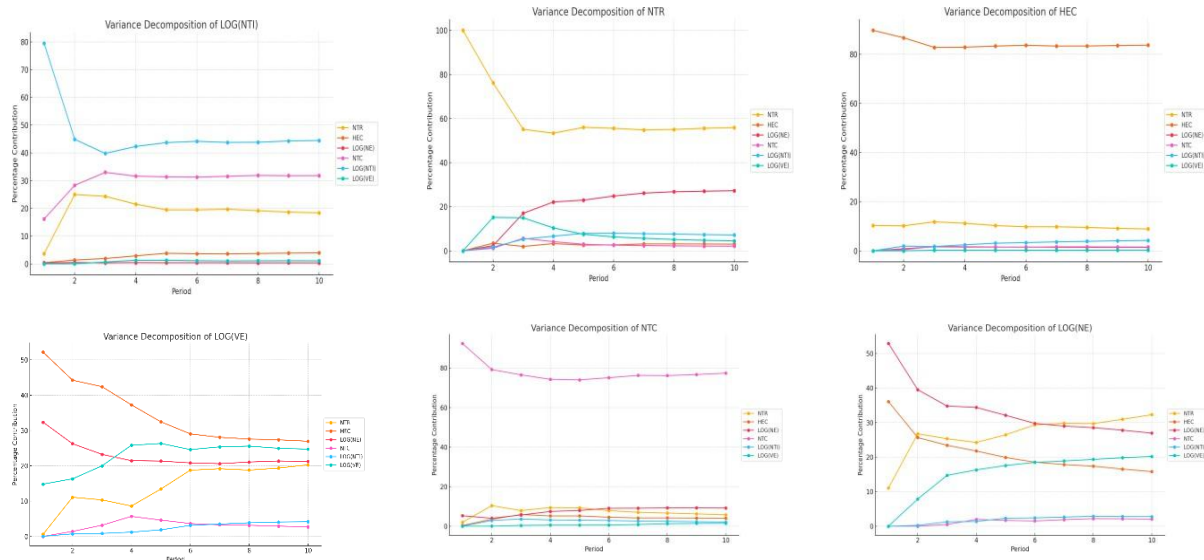 Variance Decomposition of LOG(NTI)
Percentage Contribution
80
70
60
50
40
30
20
10
0
2 4 6 8 10
Period
NTR
HEC
LOG(NE)
NTC
LOG(NTI)
LOG(VE)
Variance Decomposition of NTR
Percentage Contribution
100
80
60
40
20
0
2 4 6 8 10
Period
NTR
HEC
LOG(NE)
NTC
LOG(NTI)
LOG(VE)
Variance Decomposition of HEC
Percentage Contribution
80
60
40
20
0
2 4 6 8 10
Period
NTR
HEC
LOG(NE)
NTC
LOG(NTI)
LOG(VE)
Variance Decomposition of LOG(VE)
Percentage Contribution
50
40
30
20
10
0
2 4 6 8 10
Period
NTR
HEC
LOG(NE)
NTC
LOG(NTI)
LOG(VE)
Variance Decomposition of NTC
Percentage Contribution
80
60
40
20
0
2 4 6 8 10
Period
NTR
HEC
LOG(NE)
NTC
LOG(NTI)
LOG(VE)
Variance Decomposition of LOG(NE)
Percentage Contribution
50
40
30
20
10
0
2 4 6 8 10
Period
NTR
HEC
LOG(NE)
NTC
LOG(NTI)
LOG(VE)